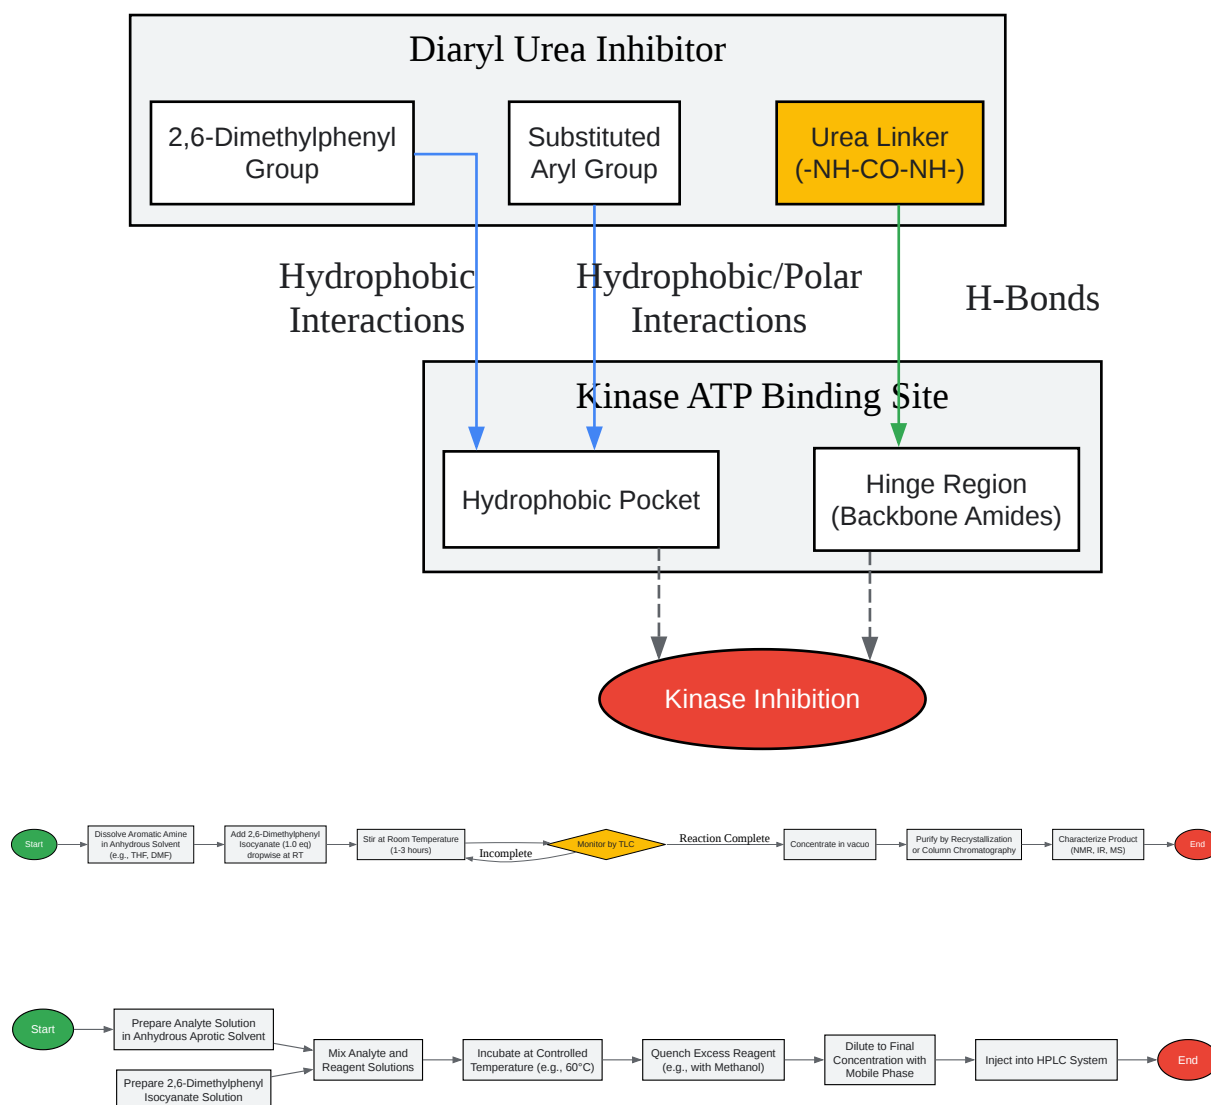 Diaryl Urea Inhibitor
2,6-Dimethylphenyl
Group
Substituted
Aryl Group
Urea Linker
(-NH-CO-NH-)
Hydrophobic
Interactions
Hydrophobic/Polar
Interactions
H-Bonds
Kinase ATP Binding Site
Hydrophobic Pocket
Hinge Region
(Backbone Amides)
Kinase Inhibition
Start
Dissolve Aromatic Amine
in Anhydrous Solvent
(e.g., THF, DMF)
Add 2,6-Dimethylphenyl
Isocyanate (1.0 eq)
dropwise at RT
Stir at Room Temperature
(1-3 hours)
Incomplete
Monitor by TLC
Reaction Complete
Concentrate in vacuo
Purify by Recrystallization
or Column Chromatography
Characterize Product
(NMR, IR, MS)
End
Start
Prepare Analyte Solution
in Anhydrous Aprotic Solvent
Prepare 2,6-Dimethylphenyl
Isocyanate Solution
Mix Analyte and
Reagent Solutions
Incubate at Controlled
Temperature (e.g., 60°C)
Quench Excess Reagent
(e.g., with Methanol)
Dilute to Final
Concentration with
Mobile Phase
Inject into HPLC System
End